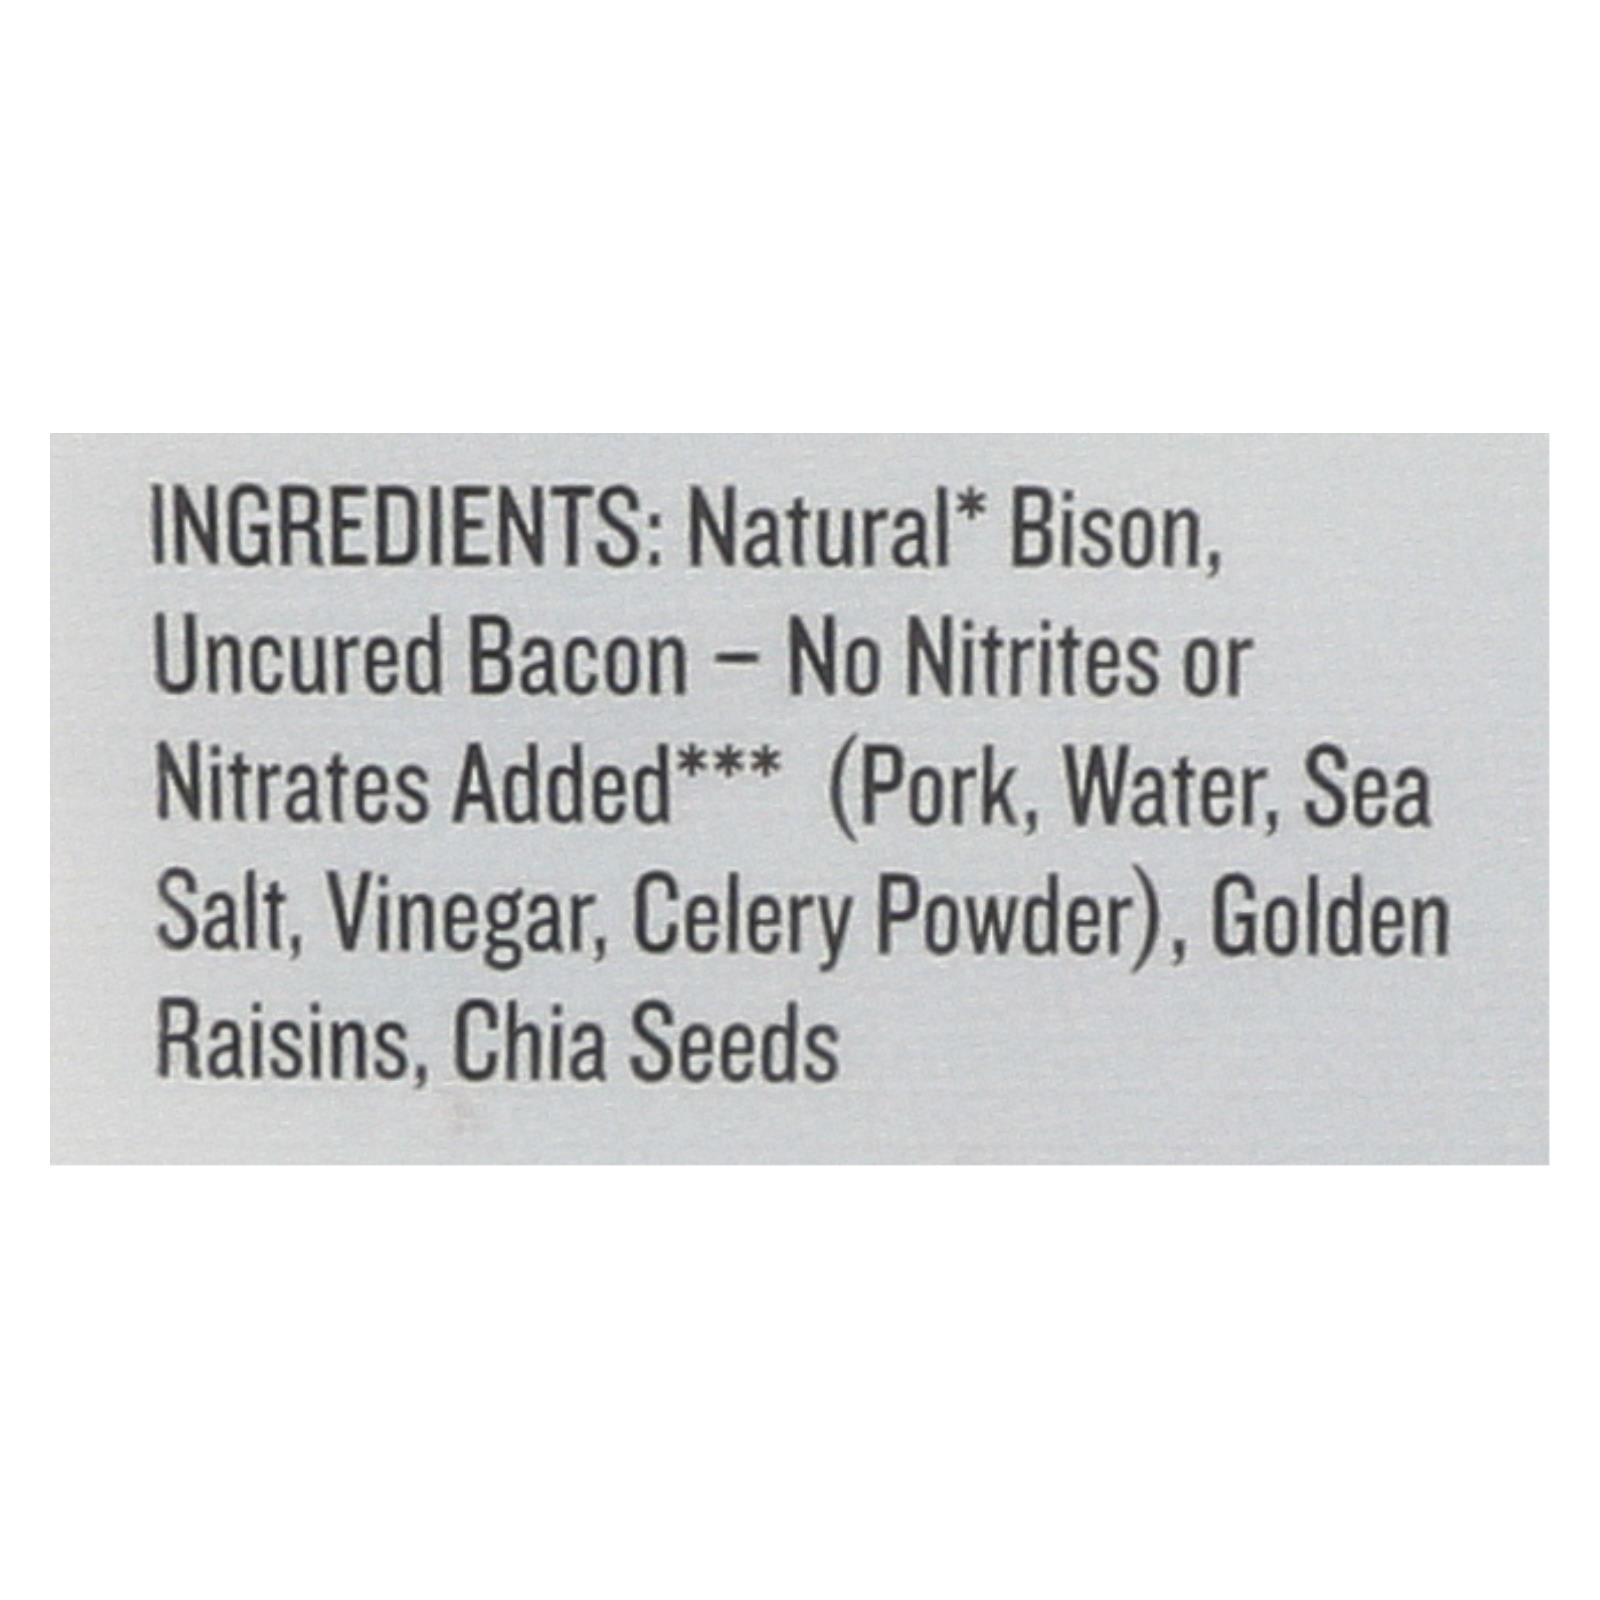 INGREDIENTS: Natural* Bison,
Uncured Bacon – No Nitrites or
Nitrates Added*** (Pork, Water, Sea
Salt, Vinegar, Celery Powder), Golden
Raisins, Chia Seeds